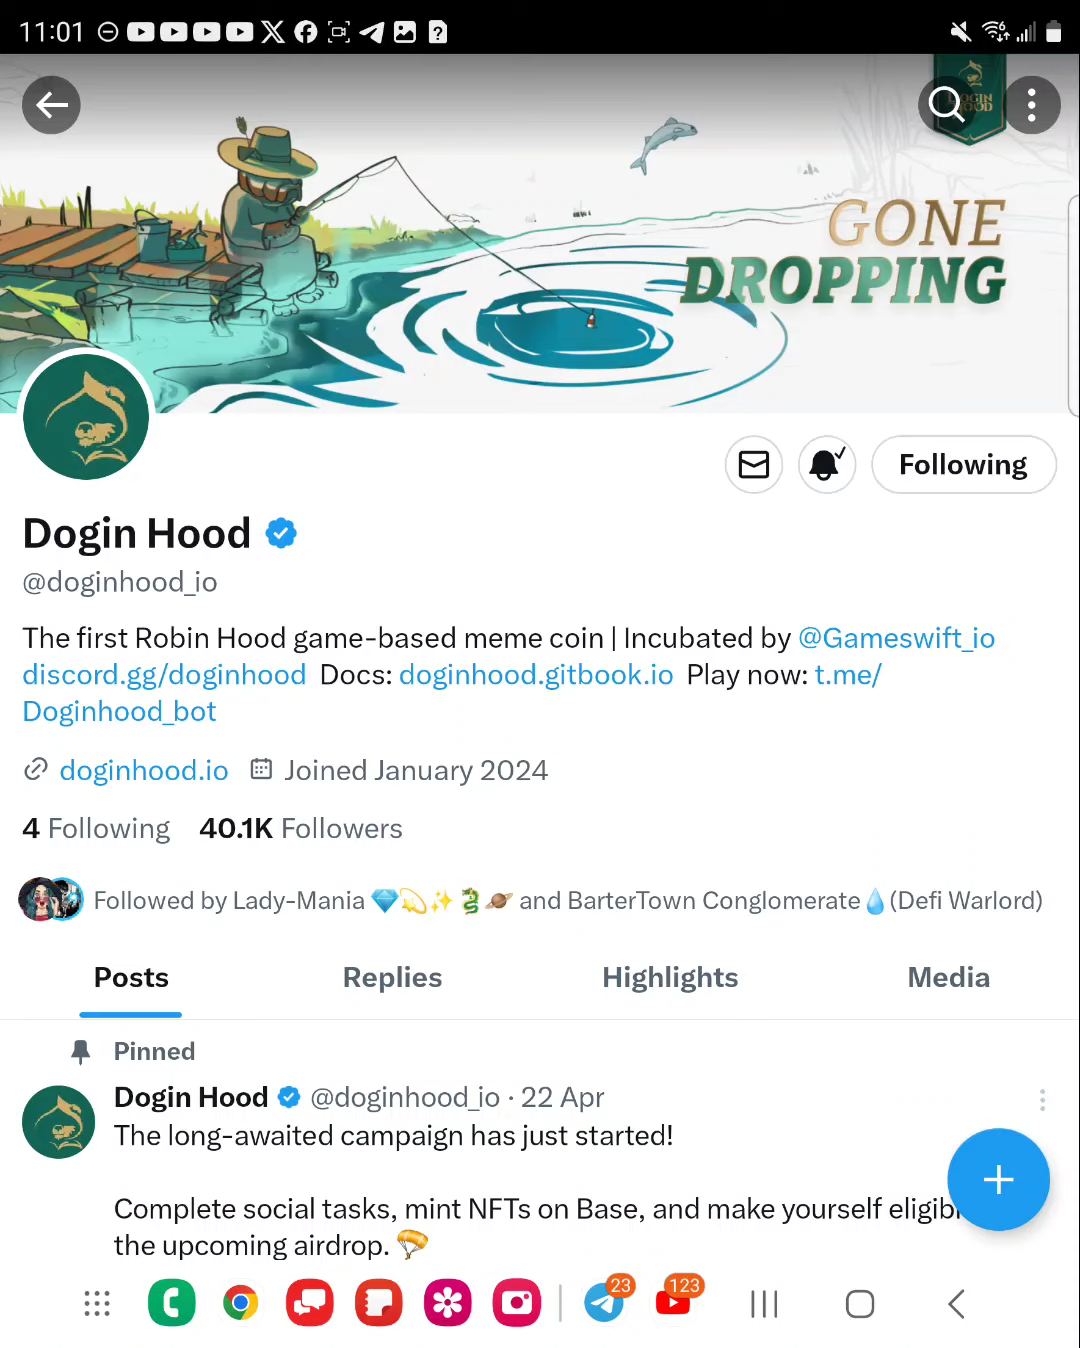 11:01
DOGIN
HOOD
GONE
DROPPING
Following
Dogin Hood
@doginhood_io
The first Robin Hood game-based meme coin | Incubated by @Gameswift_io
discord.gg/doginhood Docs: doginhood.gitbook.io Play now: t.me/
Doginhood_bot
doginhood.io Joined January 2024
4 Following 40.1K Followers
Followed by Lady-Mania 💎💫✨🐉🪐 and BarterTown Conglomerate💧(Defi Warlord)
Posts Replies Highlights Media
Pinned
Dogin Hood @doginhood_io · 22 Apr
The long-awaited campaign has just started!
Complete social tasks, mint NFTs on Base, and make yourself
the upcoming airdrop. 🪂
23 123